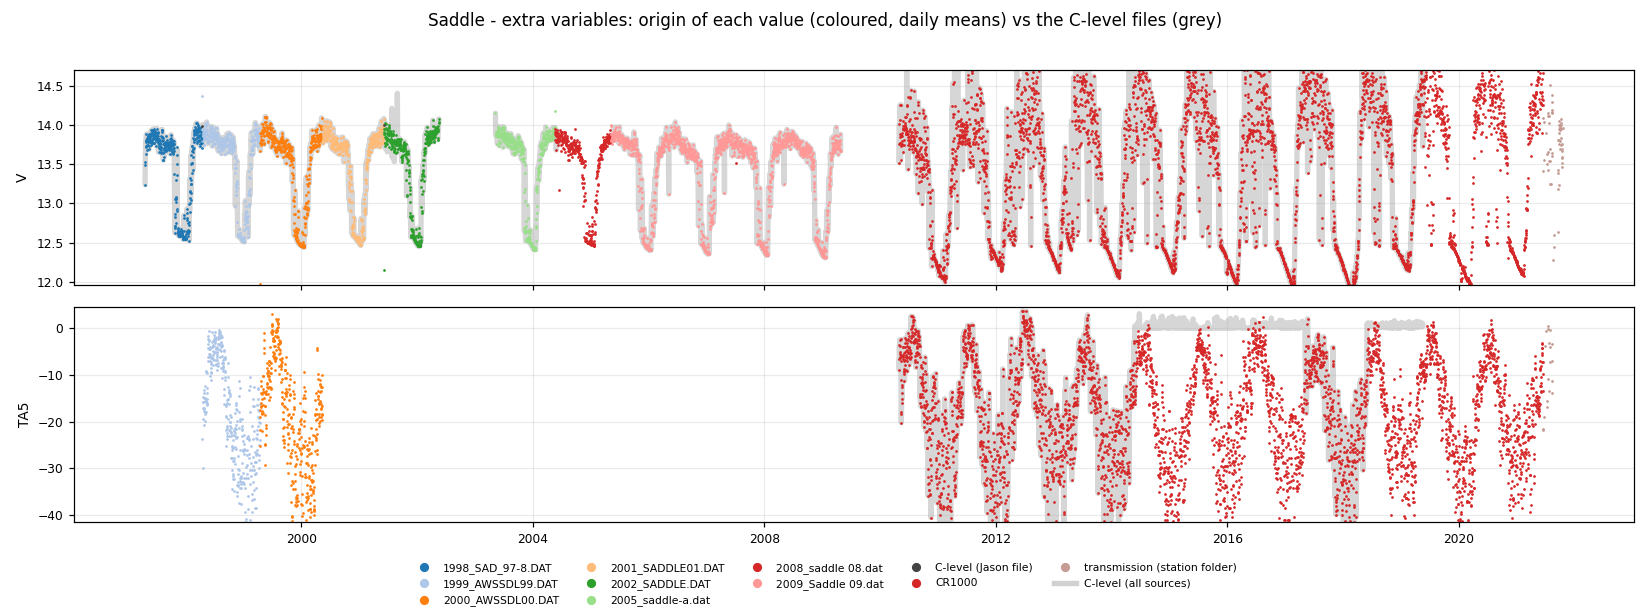 Saddle - extra variables: origin of each value (coloured, daily means) vs the C-level files (grey)
14.5
14.0
13.5
13.0
12.5
12.0
V
0
−10
−20
−30
−40
TA5
2000 2004 2008 2012 2016 2020
1998_SAD_97-8.DAT 2001_SADDLE01.DAT 2008_saddle 08.dat C-level (Jason file) transmission (station folder)
1999_AWSSDL99.DAT 2002_SADDLE.DAT 2009_Saddle 09.dat CR1000 C-level (all sources)
2000_AWSSDL00.DAT 2005_saddle-a.dat